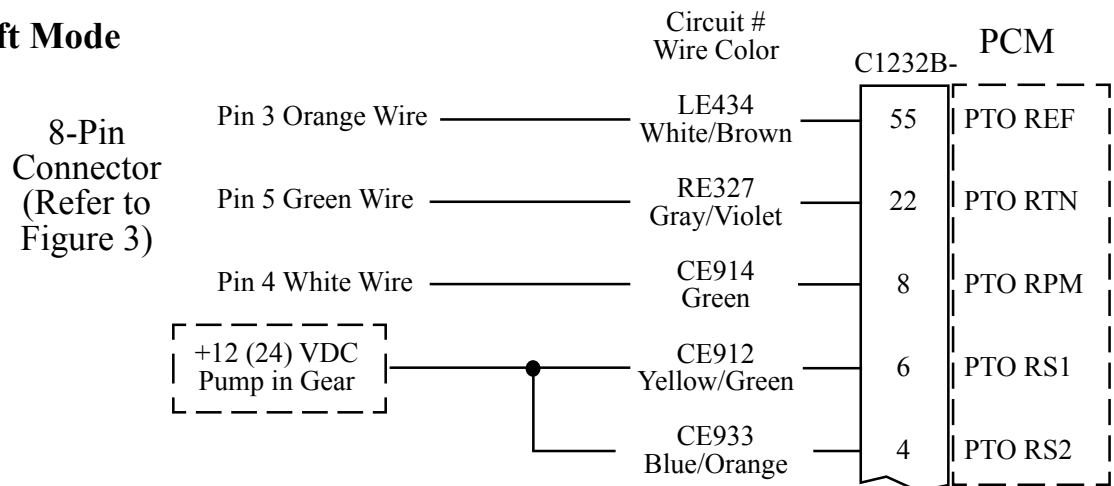 ft Mode
Circuit #
Wire Color
C1232B-
PCM
8-Pin
Connector
(Refer to
Figure 3)
Pin 3 Orange Wire
LE434
White/Brown
55
PTO REF
Pin 5 Green Wire
RE327
Gray/Violet
22
PTO RTN
Pin 4 White Wire
CE914
Green
8
PTO RPM
+12 (24) VDC
Pump in Gear
CE912
Yellow/Green
6
PTO RS1
CE933
Blue/Orange
4
PTO RS2